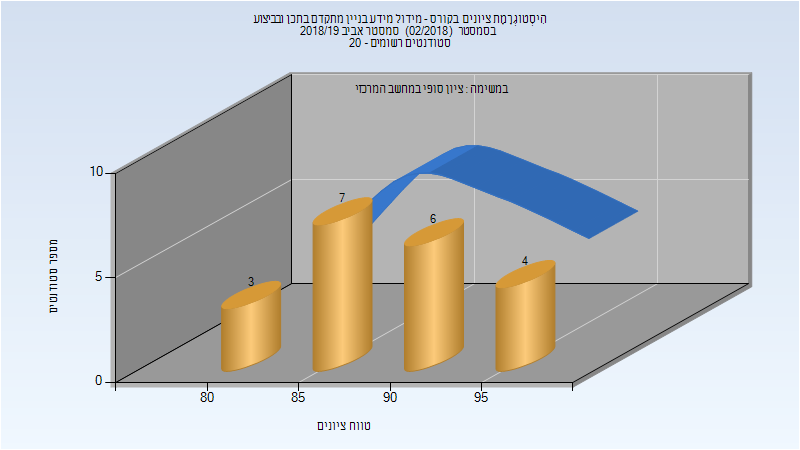 היסטוגרמת ציונים בקורס - מידול מידע בניין מתקדם בתכן ובביצוע
בסמסטר (02/2018) סמסטר אביב 2018/19
סטודנטים רשומים - 20
במשימה : ציון סופי במחשב המרכזי
10
5
0
מספר סטודנטים
3
7
6
4
80
85
90
95
טווח ציונים